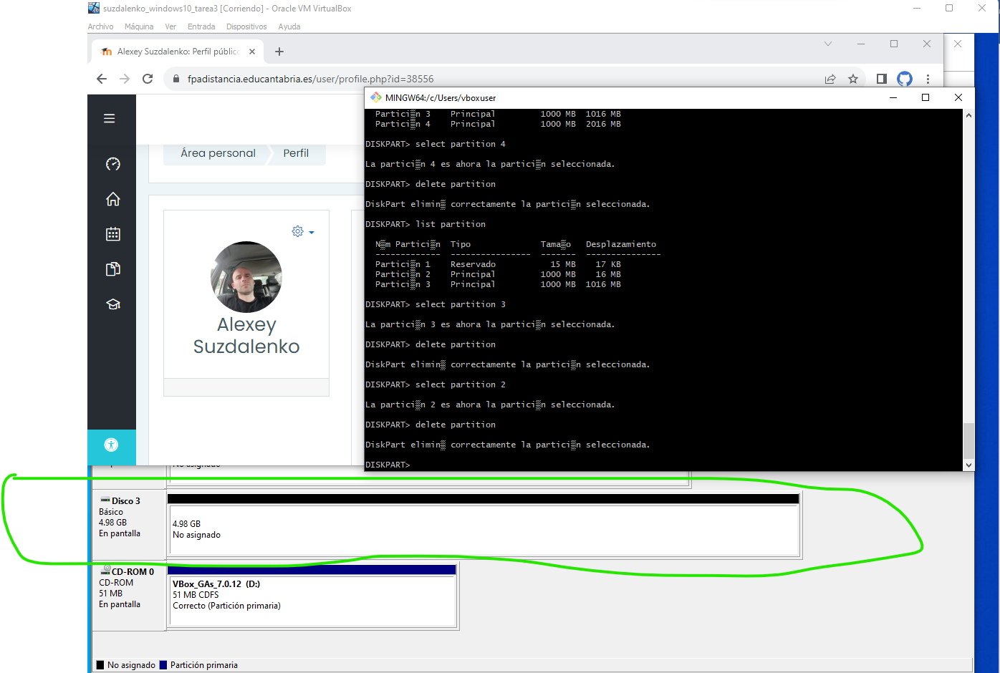 suzdalenko_windows10_tarea3 [Corriendo] - Oracle VM VirtualBox
Archivo Máquina Ver Entrada Dispositivos Ayuda
Alexey Suzdalenko: Perfil público
fpadistancia.educantabria.es/user/profile.php?id=38556
Área personal Perfil
Alexey
Suzdalenko
MINGW64:/c/Users/vboxuser
Partici▒n 3 Principal 1000 MB 1016 MB
Partici▒n 4 Principal 1000 MB 2016 MB
DISKPART> select partition 4
La partici▒n 4 es ahora la partici▒n seleccionada.
DISKPART> delete partition
DiskPart elimin▒ correctamente la partici▒n seleccionada.
DISKPART> list partition
N▒m Partici▒n Tipo Tama▒o Desplazamiento
------------- ---------------- ------- ---------------
Partici▒n 1 Reservado 15 MB 17 KB
Partici▒n 2 Principal 1000 MB 16 MB
Partici▒n 3 Principal 1000 MB 1016 MB
DISKPART> select partition 3
La partici▒n 3 es ahora la partici▒n seleccionada.
DISKPART> delete partition
DiskPart elimin▒ correctamente la partici▒n seleccionada.
DISKPART> select partition 2
La partici▒n 2 es ahora la partici▒n seleccionada.
DISKPART> delete partition
DiskPart elimin▒ correctamente la partici▒n seleccionada.
DISKPART>
No asignado
Disco 3
Básico
4.98 GB
En pantalla
4.98 GB
No asignado
CD-ROM 0
CD-ROM
51 MB
En pantalla
VBox_GAs_7.0.12 (D:)
51 MB CDFS
Correcto (Partición primaria)
No asignado Partición primaria